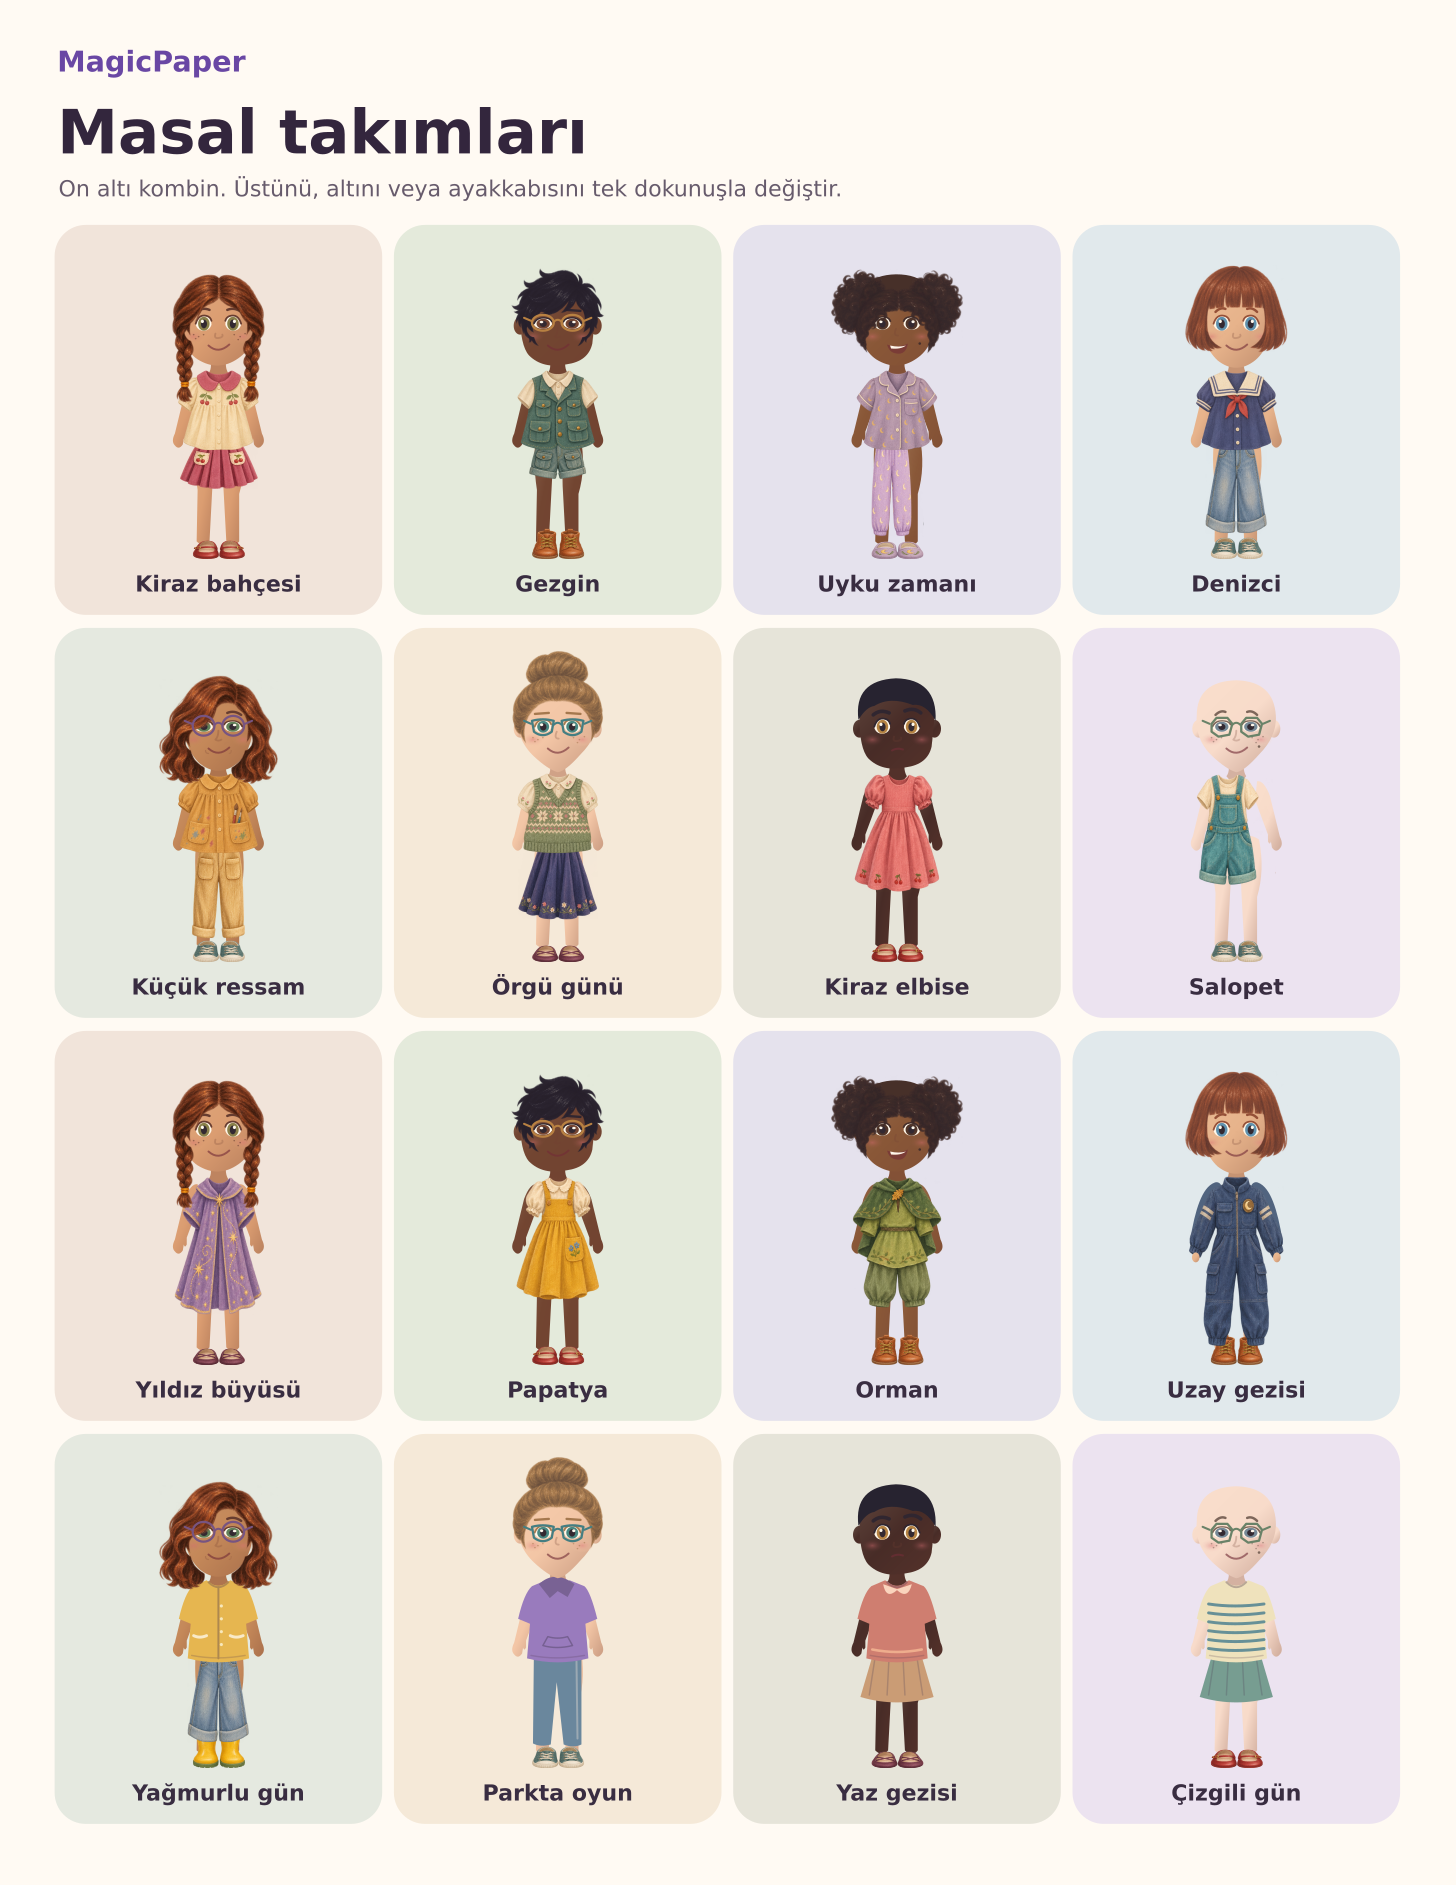 MagicPaper
Masal takımları
On altı kombin. Üstünü, altını veya ayakkabısını tek dokunuşla değiştir.
Kiraz bahçesi
Gezgin
Uyku zamanı
Denizci
Küçük ressam
Örgü günü
Kiraz elbise
Salopet
Yıldız büyüsü
Papatya
Orman
Uzay gezisi
Yağmurlu gün
Parkta oyun
Yaz gezisi
Çizgili gün